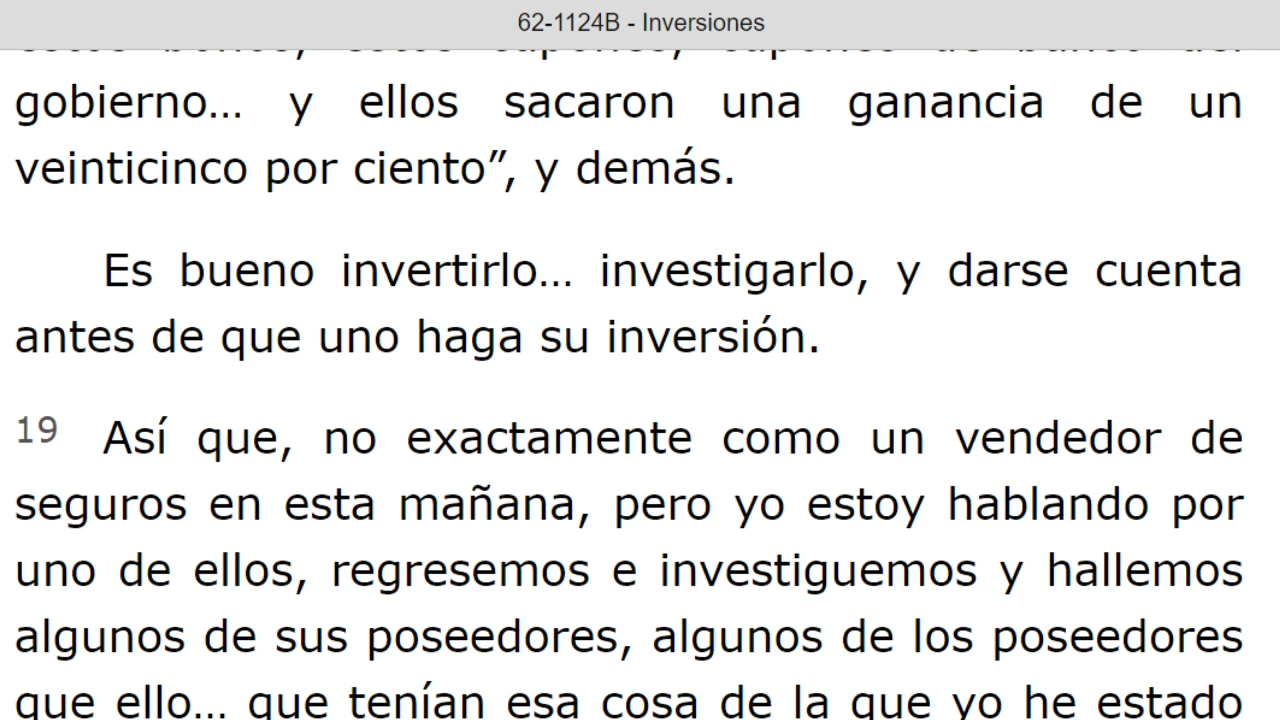 62-1124B - Inversiones
gobierno… y ellos sacaron una ganancia de un
veinticinco por ciento”, y demás.
Es bueno invertirlo… investigarlo, y darse cuenta
antes de que uno haga su inversión.
19 Así que, no exactamente como un vendedor de
seguros en esta mañana, pero yo estoy hablando por
uno de ellos, regresemos e investiguemos y hallemos
algunos de sus poseedores, algunos de los poseedores
que ello… que tenían esa cosa de la que yo he estado